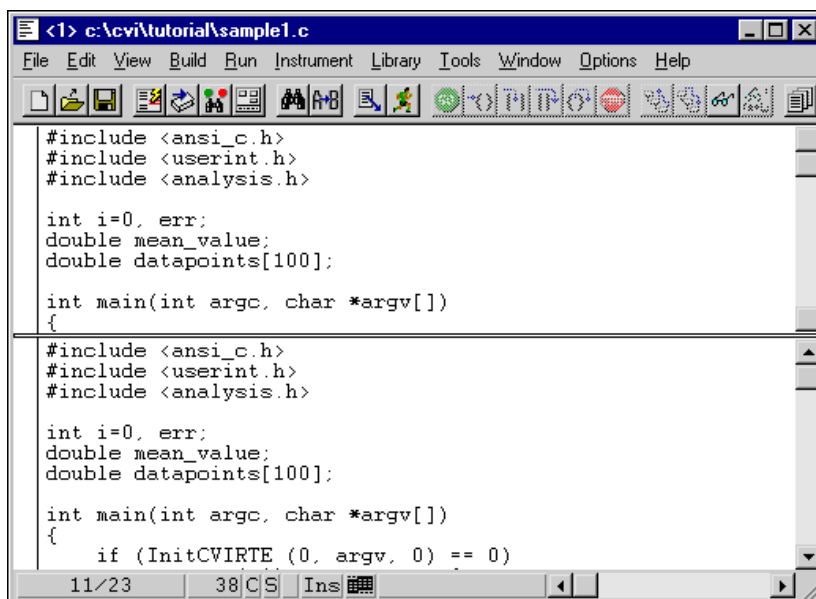 <1> c:\cvi\tutorial\sample1.c
File Edit View Build Run Instrument Library Tools Window Options Help
#include <ansi_c.h>
#include <userint.h>
#include <analysis.h>
int i=0, err;
double mean_value;
double datapoints[100];
int main(int argc, char *argv[])
{
#include <ansi_c.h>
#include <userint.h>
#include <analysis.h>
int i=0, err;
double mean_value;
double datapoints[100];
int main(int argc, char *argv[])
{
if (InitCVIRTE (0, argv, 0) == 0)
11/23 38 C S Ins